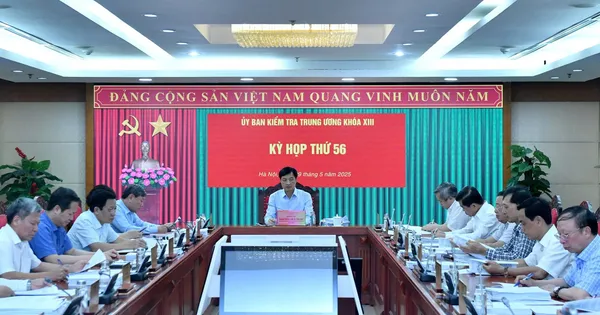 ĐẢNG CỘNG SẢN VIỆT NAM QUANG VINH MUÔN NĂM
ỦY BAN KIỂM TRA TRUNG ƯƠNG KHÓA XIII
KỲ HỌP THỨ 56
Hà Nội, tháng 5 năm 2025